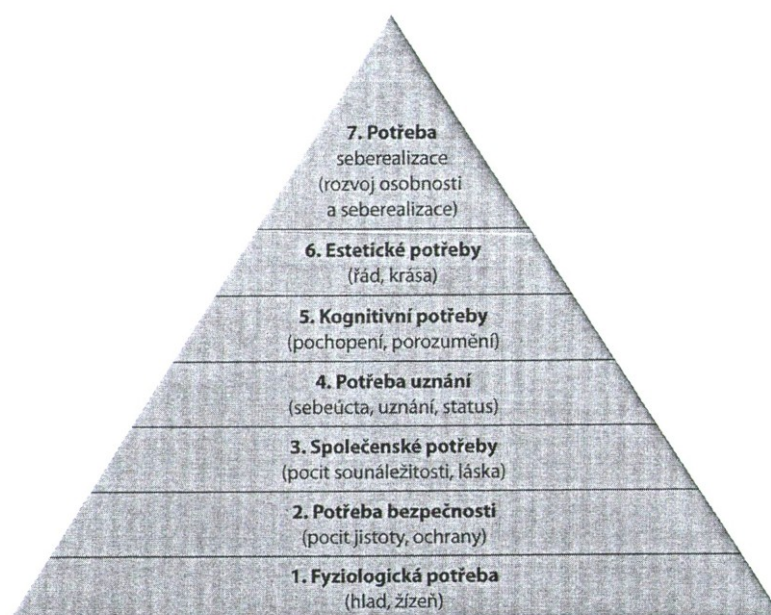 7. Potřeba
seberealizace
(rozvoj osobnosti
a seberealizace)
6. Estetické potřeby
(řád, krása)
5. Kognitivní potřeby
(pochopení, porozumění)
4. Potřeba uznání
(sebeúcta, uznání, status)
3. Společenské potřeby
(pocit sounáležitosti, láska)
2. Potřeba bezpečnosti
(pocit jistoty, ochrany)
1. Fyziologická potřeba
(hlad, žízeň)